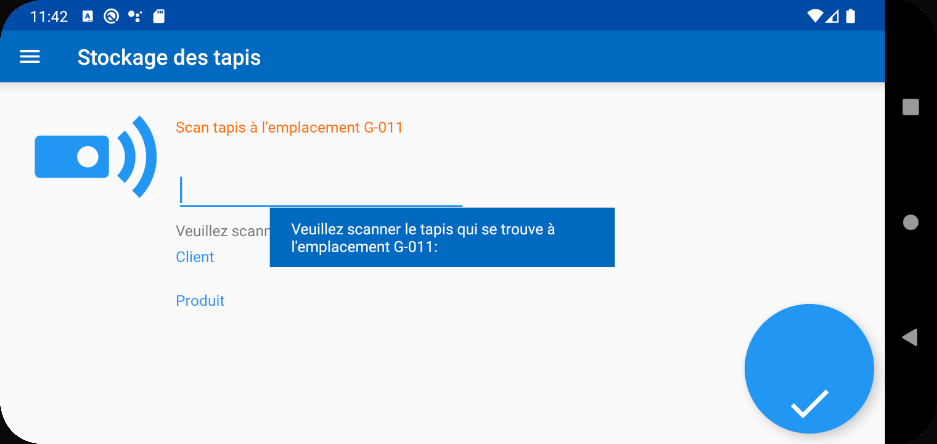 11:42
Stockage des tapis
Scan tapis à l'emplacement G-011
Veuillez scanner le tapis qui se trouve à
l'emplacement G-011:
Veuillez
Client
Produit